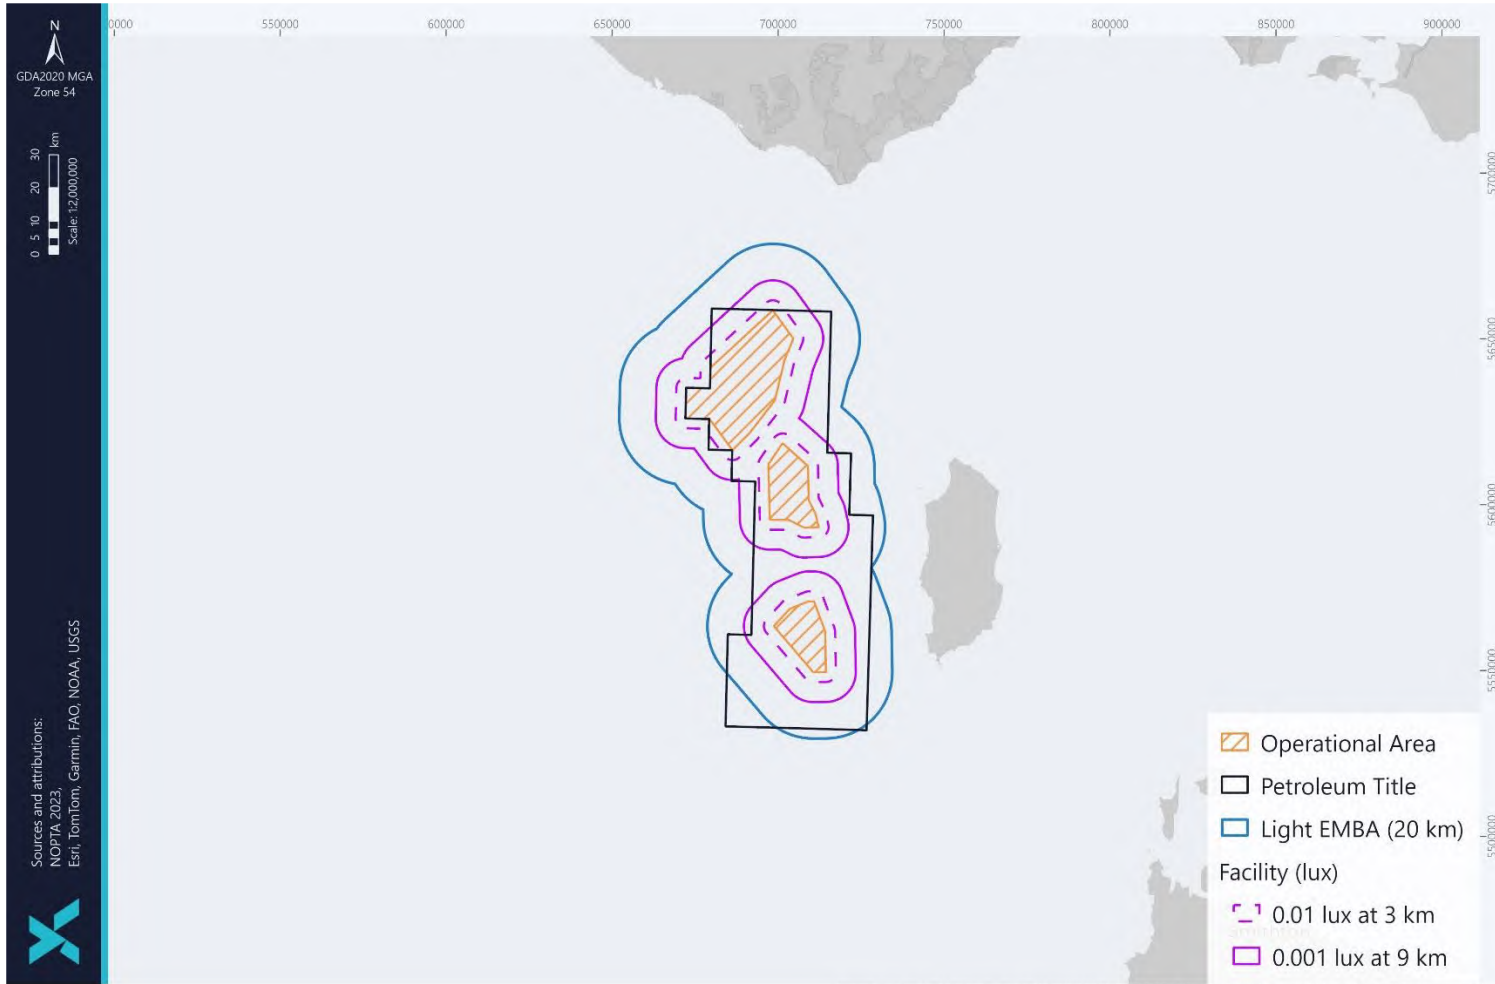 N
GDA2020 MGA
Zone 54
0 5 10 20 30 km
Scale: 1:2,000,000
Sources and attributions:
NOPTA 2023,
Esri, TomTom, Garmin, FAO, NOAA, USGS
0000 550000 600000 650000 700000 750000 800000 850000 900000
5700000
5650000
5600000
5550000
5500000
Operational Area
Petroleum Title
Light EMBA (20 km)
Facility (lux)
0.01 lux at 3 km
Smithton
0.001 lux at 9 km